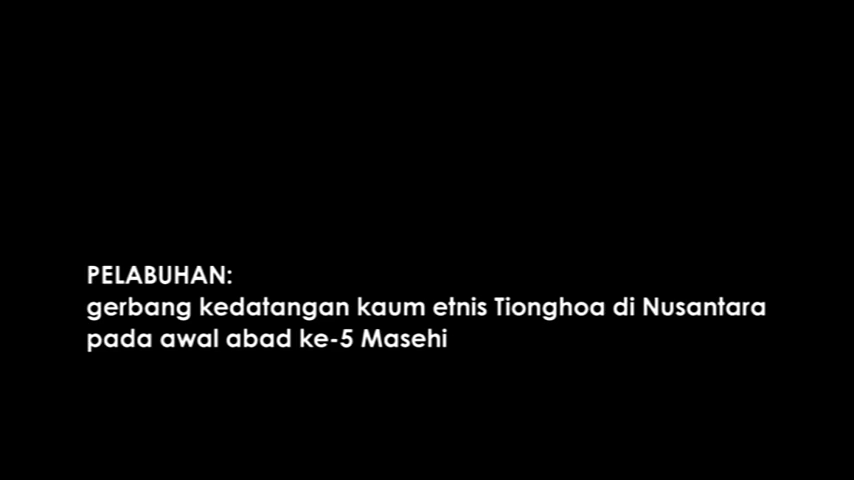 PELABUHAN:
gerbang kedatangan kaum etnis Tionghoa di Nusantara
pada awal abad ke-5 Masehi